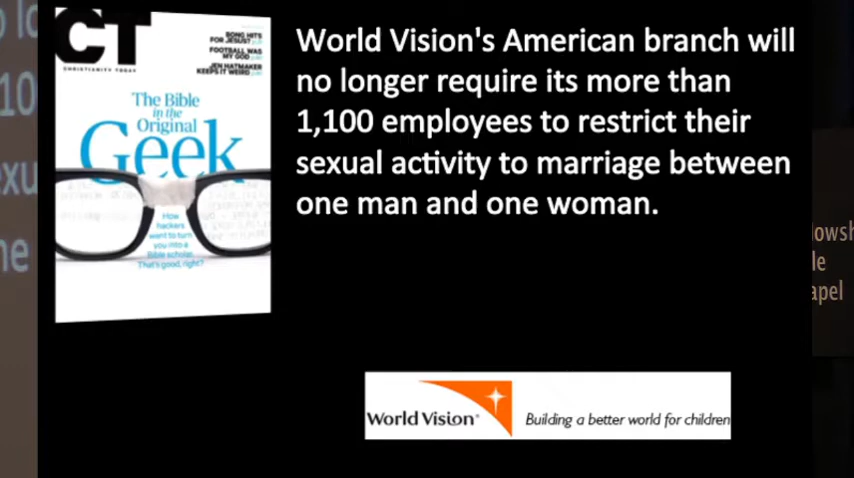 CT
CHRISTIANITY TODAY
SONG HITS
FOR JESUS?
FOOTBALL WAS
MY GOD
JEN HATMAKER
KEEPS IT WEIRD
The Bible
in the
Original
Geek
How
hackers
want to turn
you into a
Bible scholar.
That's good, right?
World Vision's American branch will
no longer require its more than
1,100 employees to restrict their
sexual activity to marriage between
one man and one woman.
World Vision
Building a better world for children